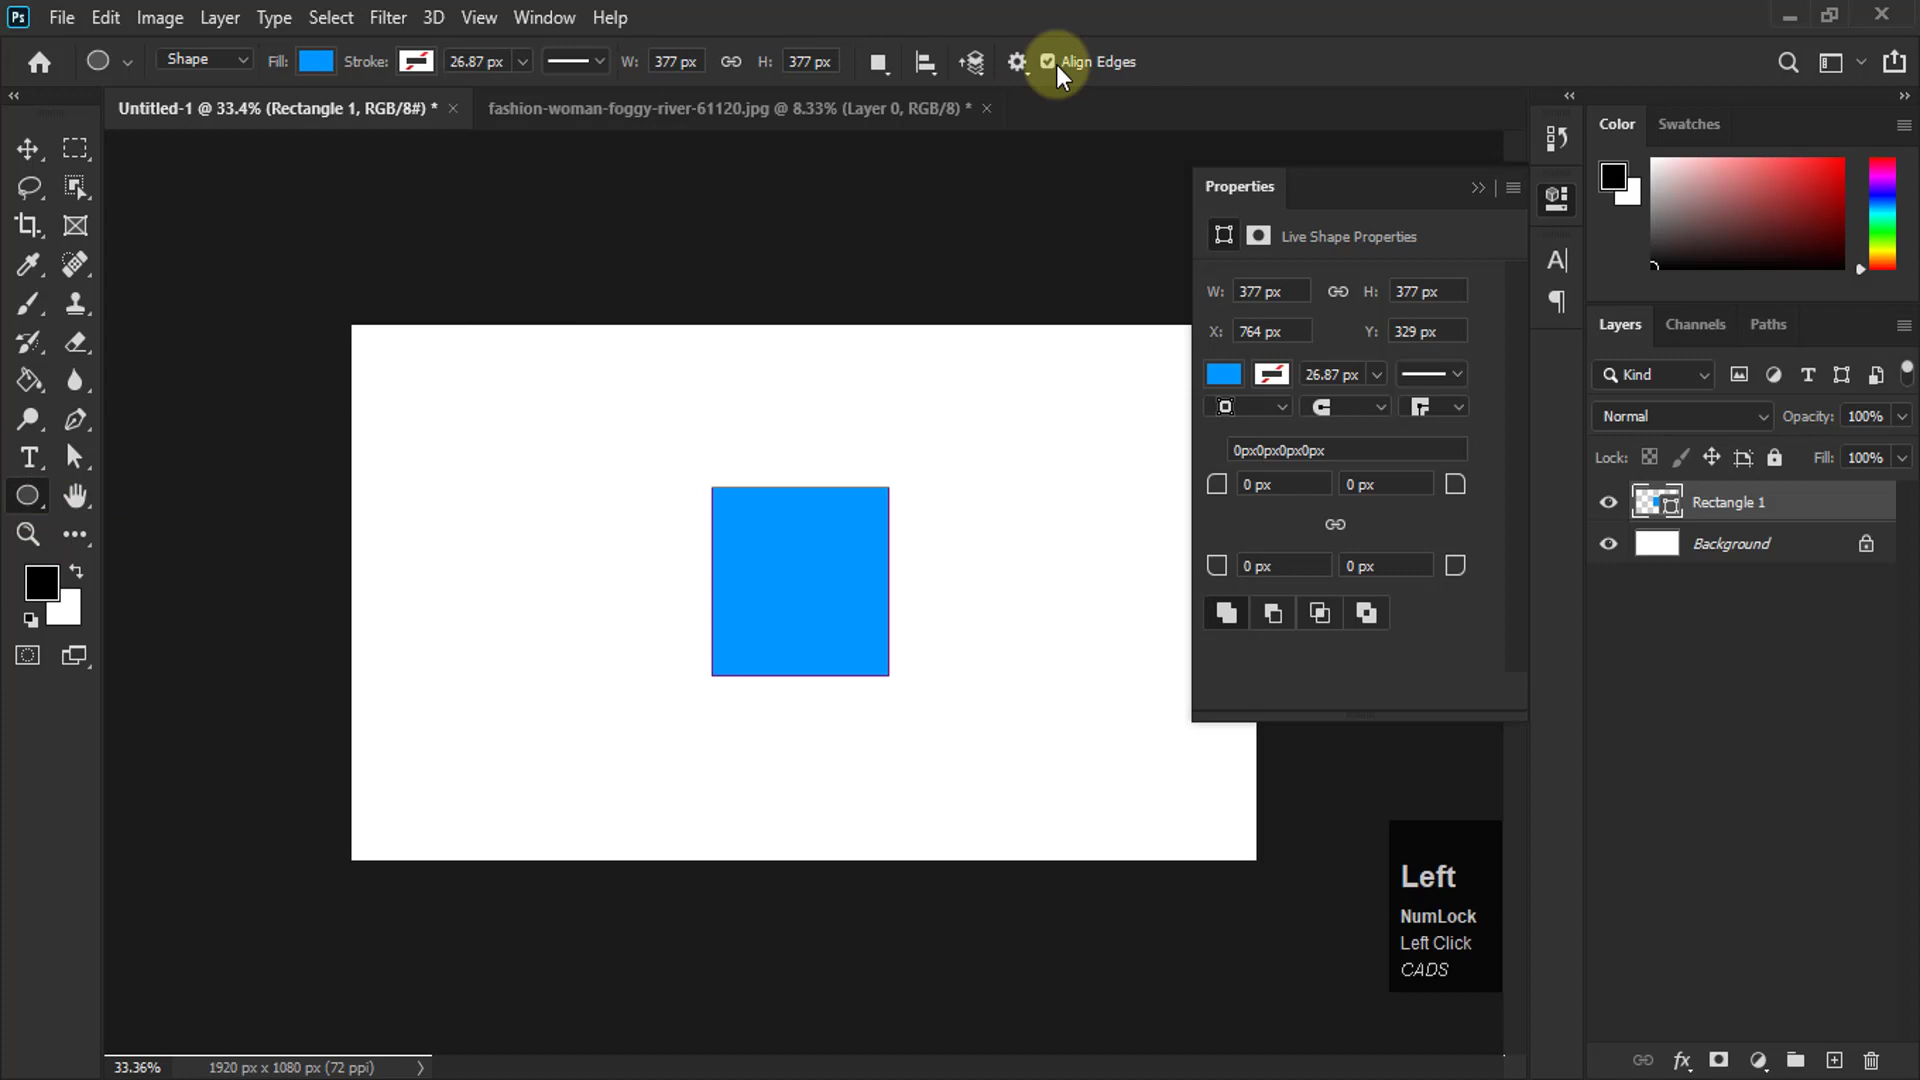 Ps File Edit Image Layer Type Select Filter 3D View Window Help
Shape Fill: Stroke: 26.87 px W: 377 px H: 377 px Align Edges
Untitled-1 @ 33.4% (Rectangle 1, RGB/8#) * fashion-woman-foggy-river-61120.jpg @ 8.33% (Layer 0, RGB/8) *
Color Swatches
Properties
Live Shape Properties
W: 377 px H: 377 px
X: 764 px Y: 329 px
26.87 px
0px0px0px0px
0 px 0 px
0 px 0 px
Layers Channels Paths
Kind
Normal Opacity: 100%
Lock: Fill: 100%
Rectangle 1
Background
Left
NumLock
Left Click
CADS
33.36% 1920 px x 1080 px (72 ppi)